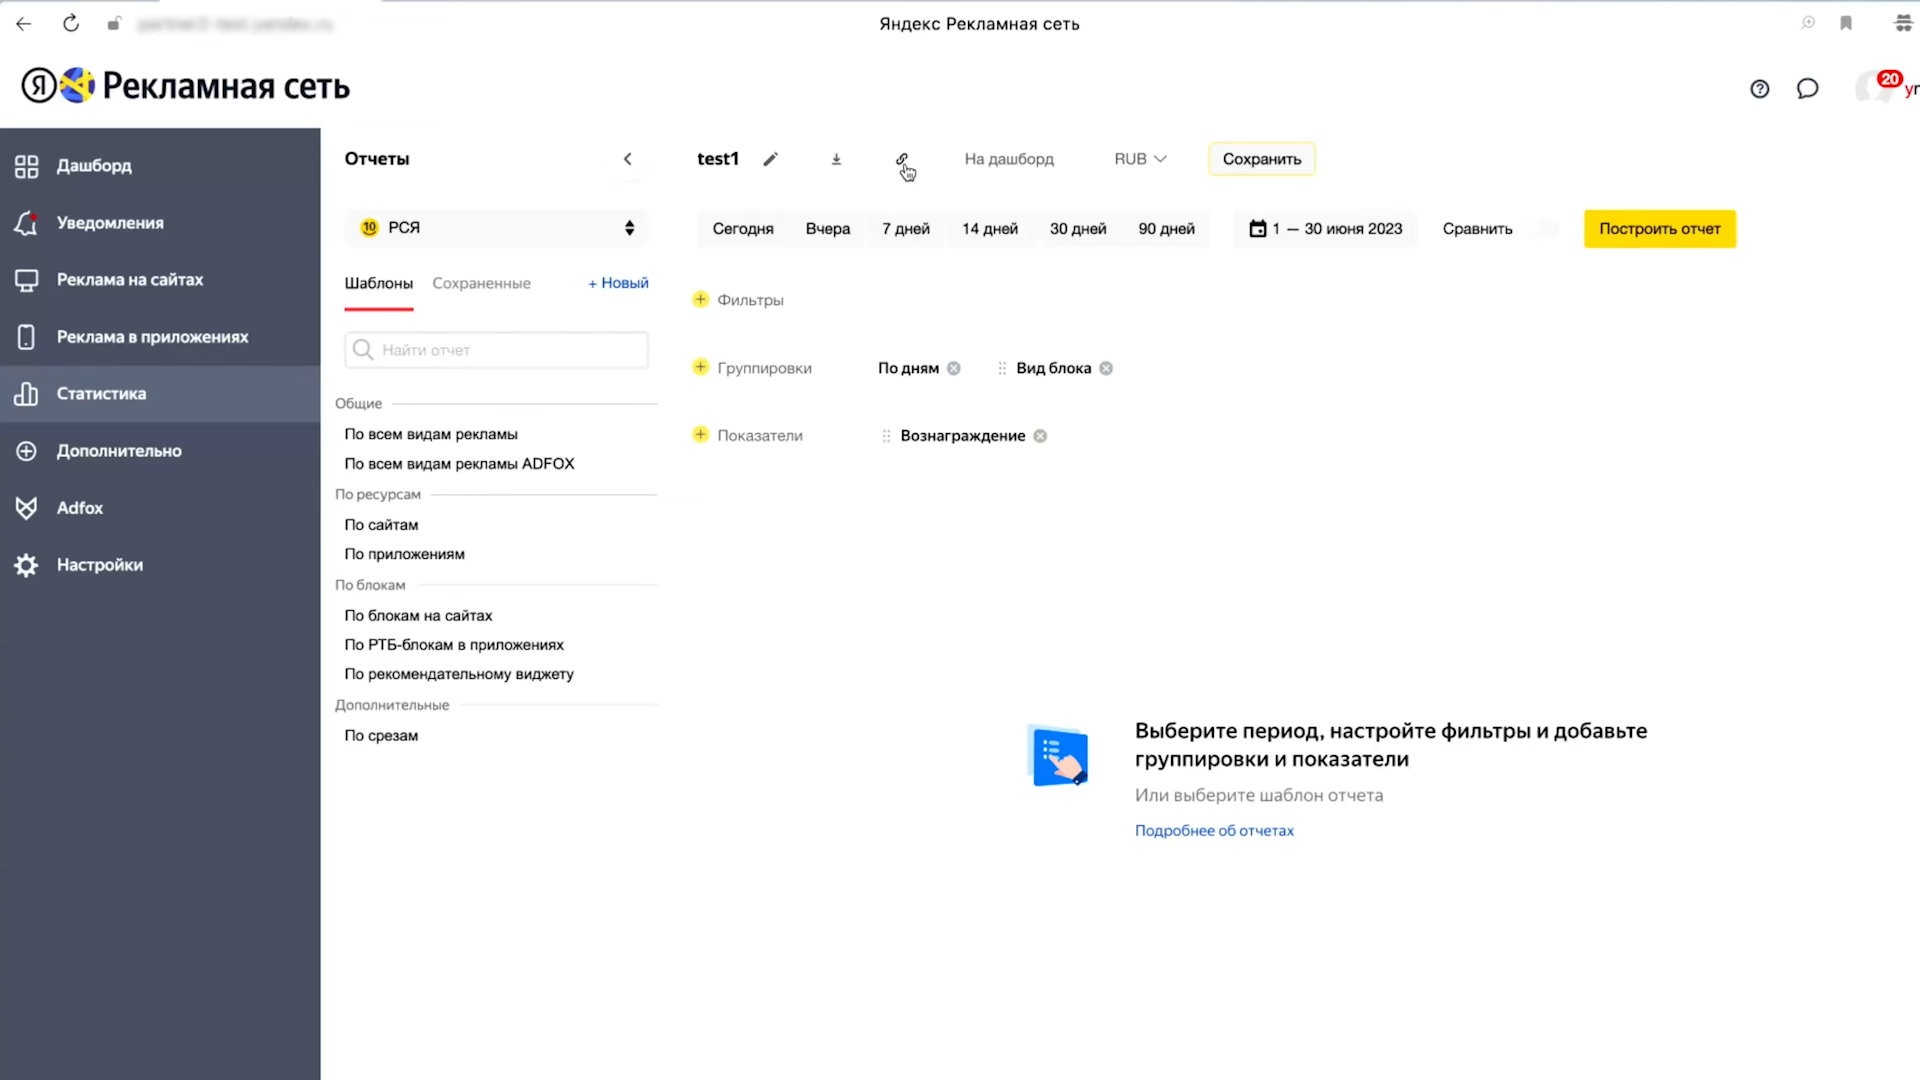 Яндекс Рекламная сеть
Я Рекламная сеть
20
Дашборд
Уведомления
Реклама на сайтах
Реклама в приложениях
Статистика
Дополнительно
Adfox
Настройки
Отчеты
10 РСЯ
Шаблоны Сохраненные + Новый
Найти отчет
Общие
По всем видам рекламы
По всем видам рекламы ADFOX
По ресурсам
По сайтам
По приложениям
По блокам
По блокам на сайтах
По РТБ-блокам в приложениях
По рекомендательному виджету
Дополнительные
По срезам
test1 На дашборд RUB Сохранить
Сегодня Вчера 7 дней 14 дней 30 дней 90 дней 1 — 30 июня 2023 Сравнить Построить отчет
+ Фильтры
+ Группировки По дням Вид блока
+ Показатели Вознаграждение
Выберите период, настройте фильтры и добавьте
группировки и показатели
Или выберите шаблон отчета
Подробнее об отчетах